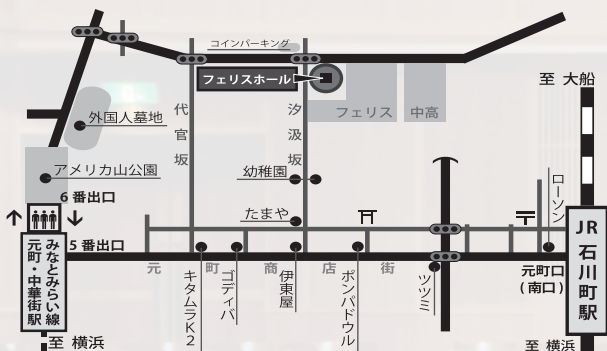 コインパーキング
フェリスホール
至 大船
代官坂
汐汲坂
フェリス 中高
外国人墓地
アメリカ山公園
幼稚園
たまや
6番出口
5番出口
みなとみらい線
元町・中華街駅
至 横浜
元町商店街
キタムラK2
ゴディバ
伊東屋
ポンパドウル
ツツミ
ローソン
元町口
(南口)
JR石川町駅
至 横浜